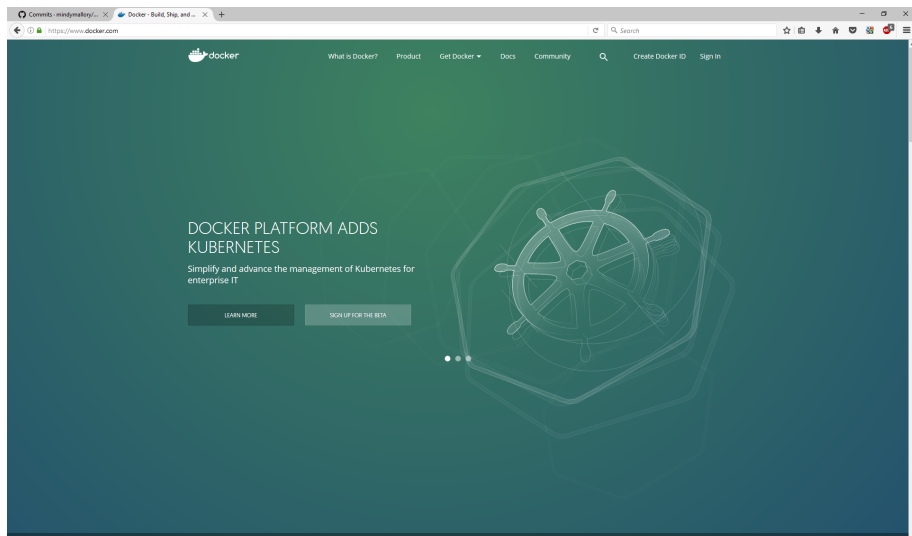 Commits · mindymallory/...
Docker - Build, Ship, and ...
https://www.docker.com
Search
docker
What is Docker?
Product
Get Docker
Docs
Community
Create Docker ID
Sign In
DOCKER PLATFORM ADDS
KUBERNETES
Simplify and advance the management of Kubernetes for
enterprise IT
LEARN MORE
SIGN UP FOR THE BETA